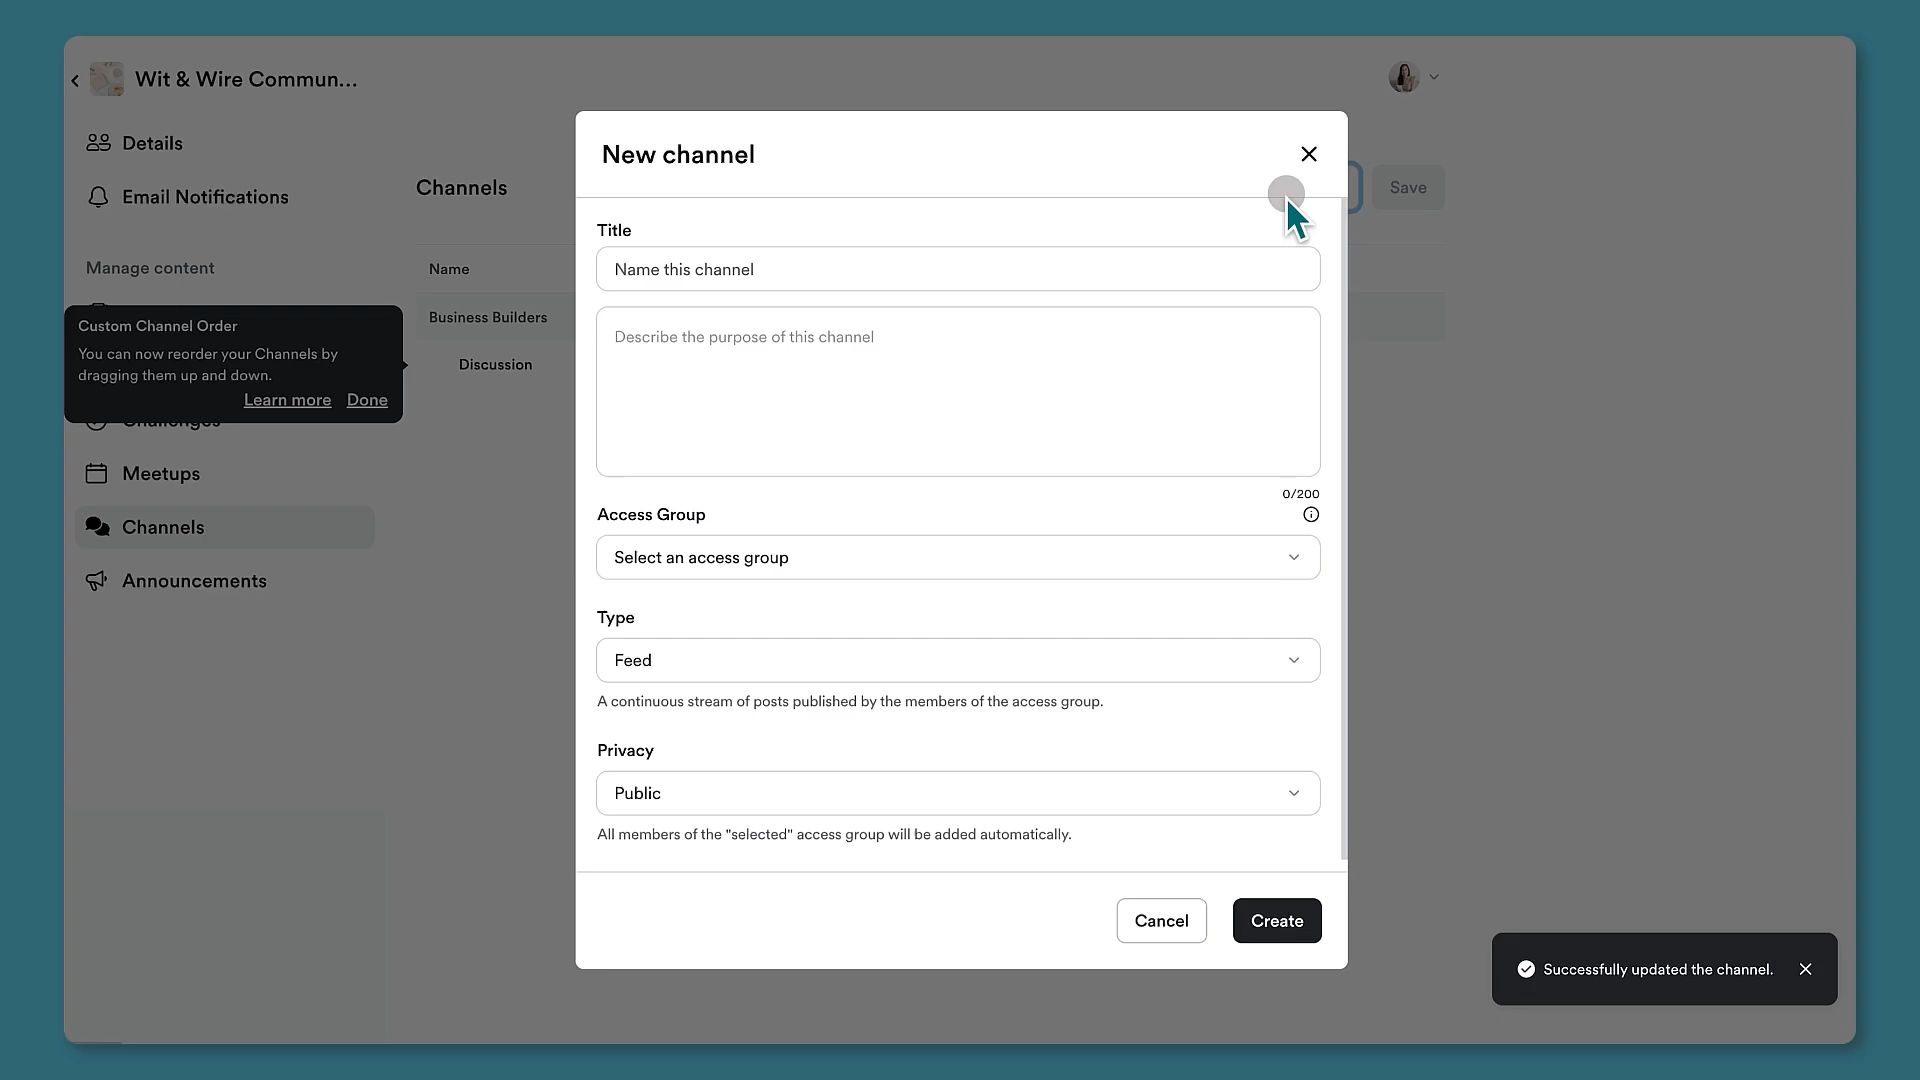 Wit & Wire Commun...
Details
Email Notifications
Manage content
Custom Channel Order
You can now reorder your Channels by
dragging them up and down.
Learn more Done
Challenges
Meetups
Channels
Announcements
Channels
Save
Name
Business Builders
Discussion
New channel
Title
Name this channel
Describe the purpose of this channel
0/200
Access Group
Select an access group
Type
Feed
A continuous stream of posts published by the members of the access group.
Privacy
Public
All members of the "selected" access group will be added automatically.
Cancel
Create
Successfully updated the channel.